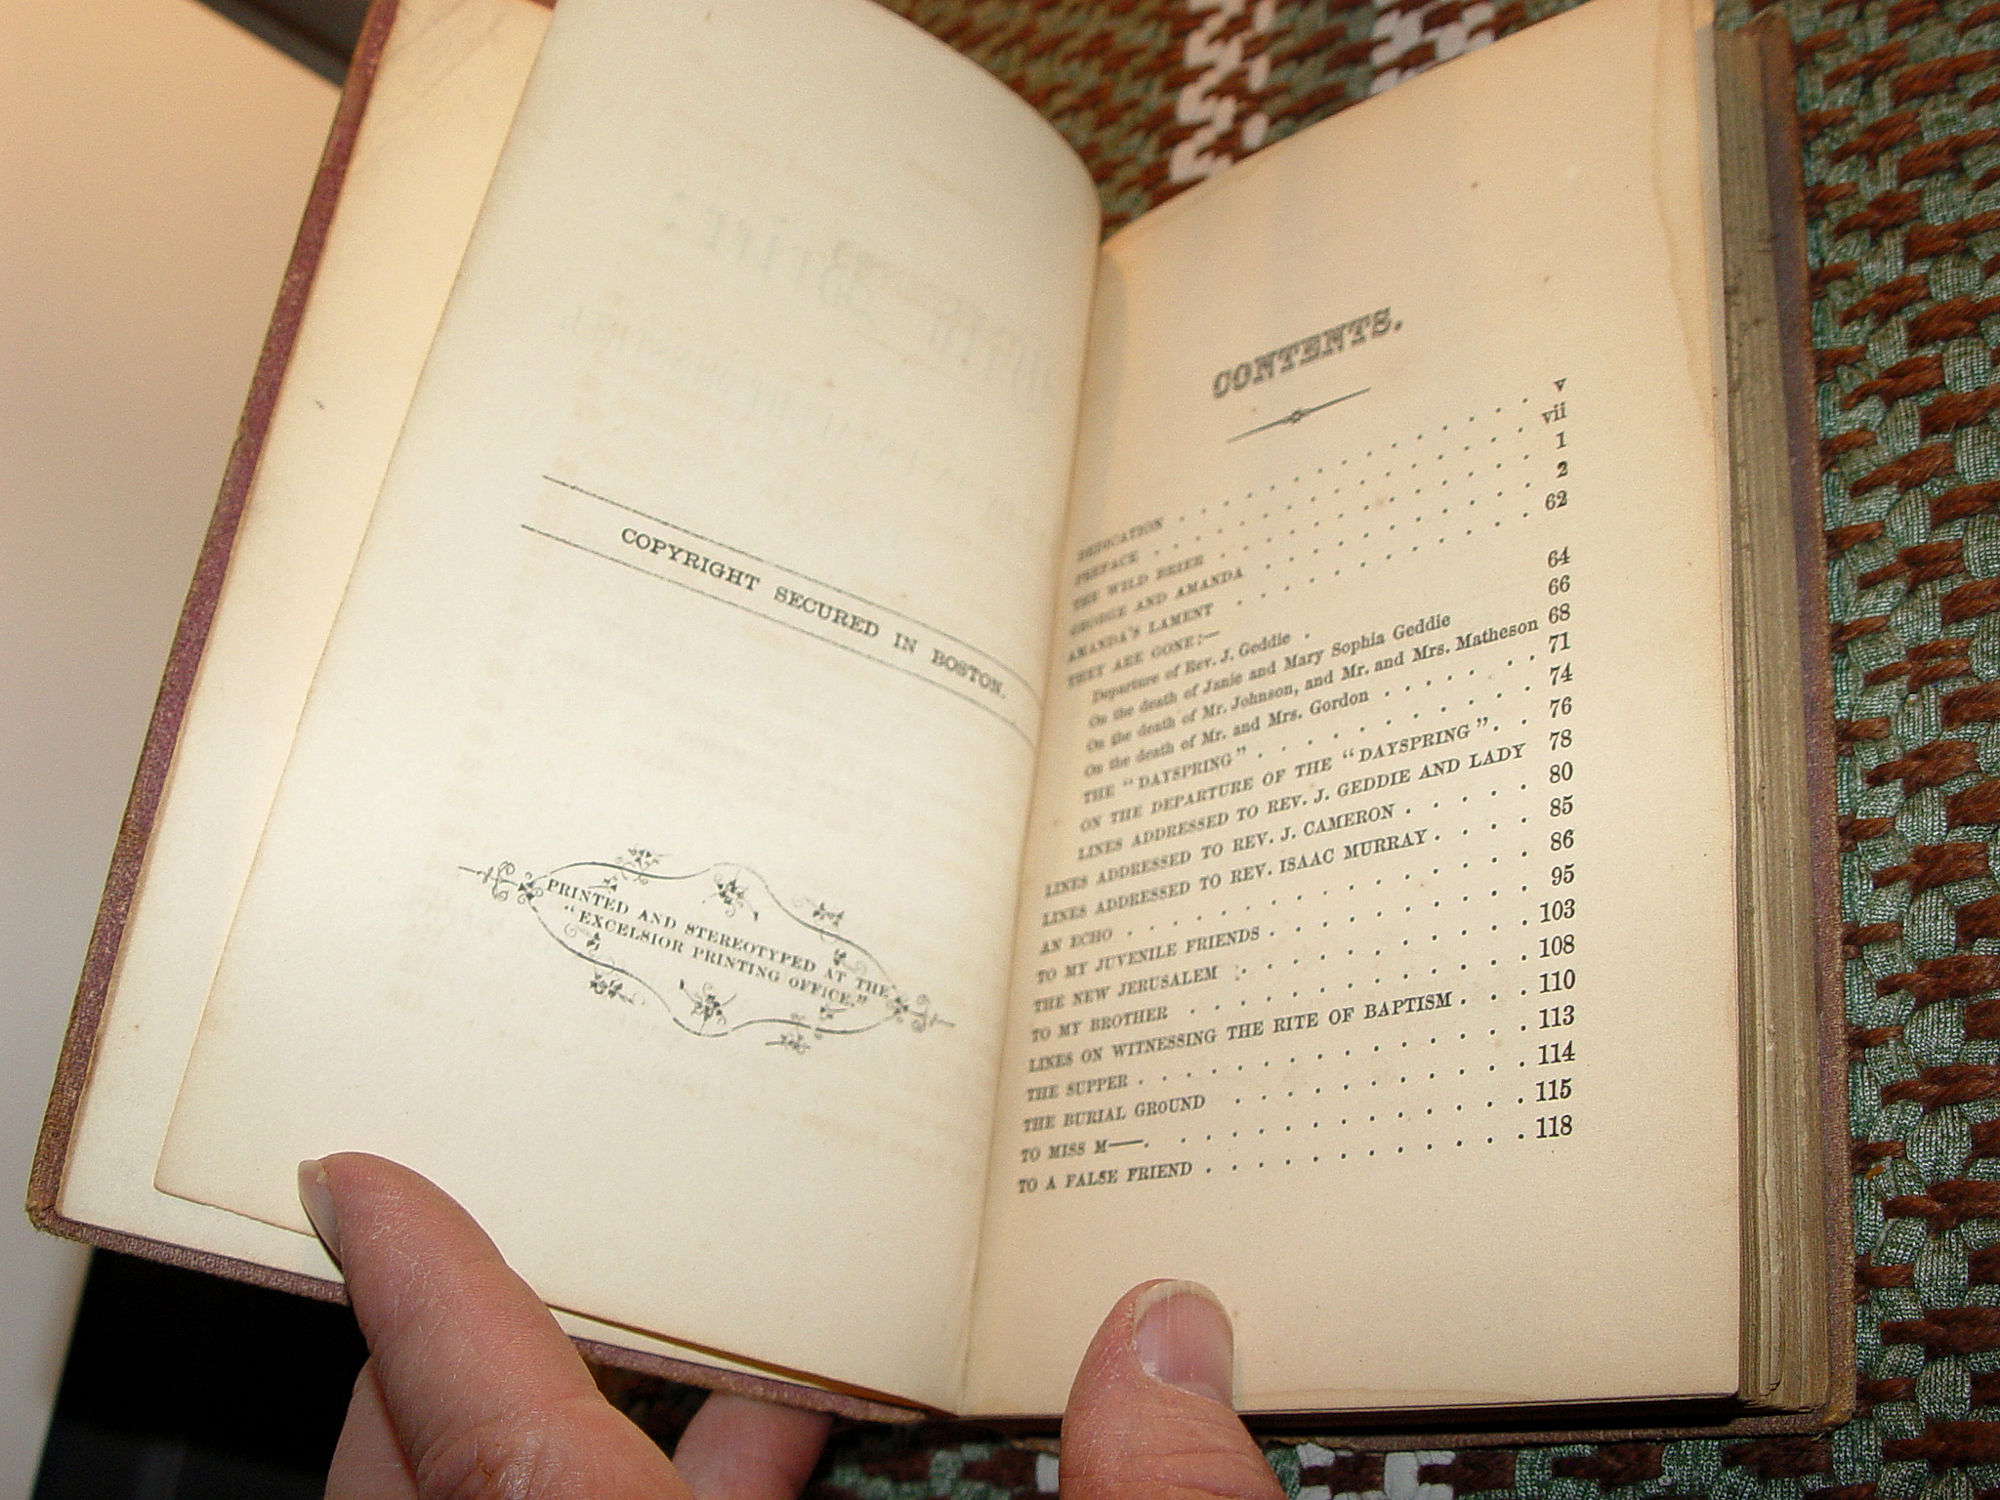 COPYRIGHT SECURED IN BOSTON.
PRINTED AND STEREOTYPED AT THE
"EXCELSIOR PRINTING OFFICE."
CONTENTS.
DEDICATION . . . . . . . . . . v
PREFACE . . . . . . . . . . vii
THE WILD BRIER . . . . . . . . . . 1
GEORGE AND AMANDA . . . . . . . . . 2
AMANDA'S LAMENT . . . . . . . . . 62
THEY ARE GONE:—
Departure of Rev. J. Geddie . 64
On the death of Janie and Mary Sophia Geddie 66
On the death of Mr. Johnson, and Mr. and Mrs. Matheson 68
On the death of Mr. and Mrs. Gordon . . . . . . 71
THE "DAYSPRING" . . . . . . . . . 74
ON THE DEPARTURE OF THE "DAYSPRING" . . 76
LINES ADDRESSED TO REV. J. GEDDIE AND LADY 78
LINES ADDRESSED TO REV. J. CAMERON . . . . . 80
LINES ADDRESSED TO REV. ISAAC MURRAY . . . . 85
AN ECHO . . . . . . . . . . . 86
TO MY JUVENILE FRIENDS . . . . . . . . 95
THE NEW JERUSALEM . . . . . . . . . 103
TO MY BROTHER . . . . . . . . . . 108
LINES ON WITNESSING THE RITE OF BAPTISM . . . 110
THE SUPPER . . . . . . . . . . . 113
THE BURIAL GROUND . . . . . . . . . 114
TO MISS M——. . . . . . . . . . . 115
TO A FALSE FRIEND . . . . . . . . . . 118